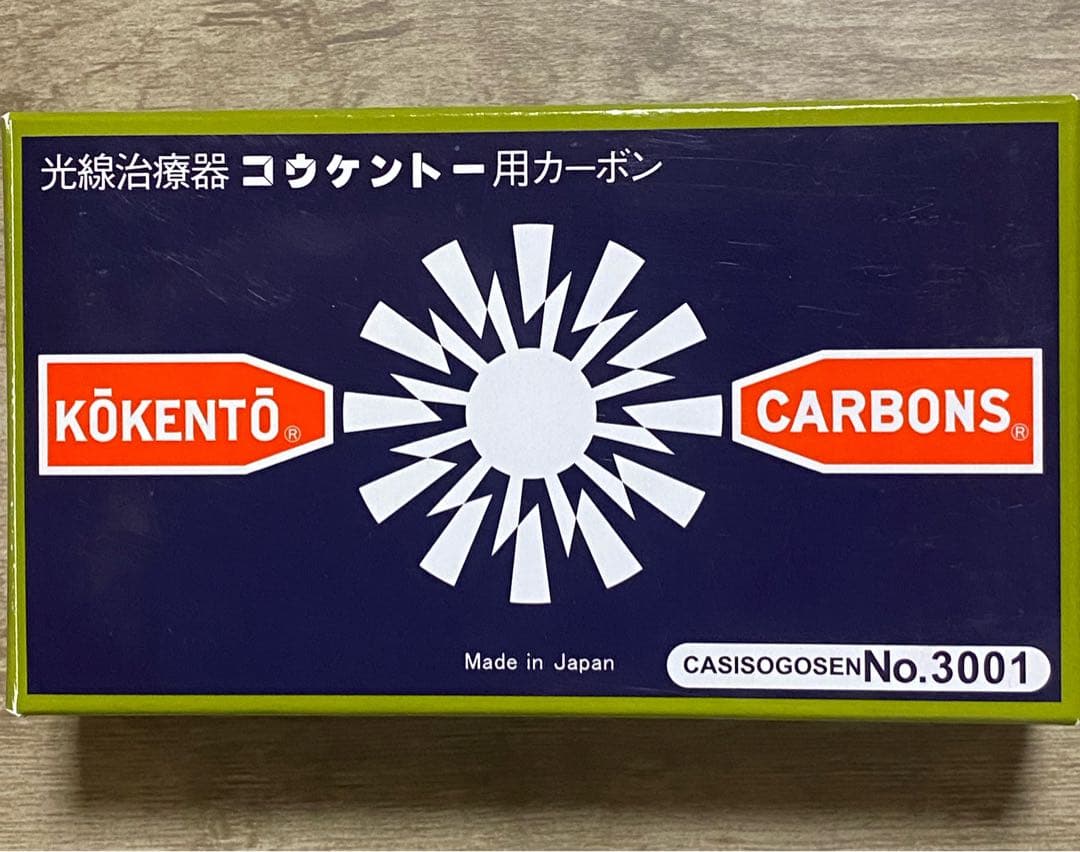 光線治療器 コウケントー用カーボン
KŌKENTŌ®
CARBONS®
Made in Japan
CASISOGOSEN No.3001